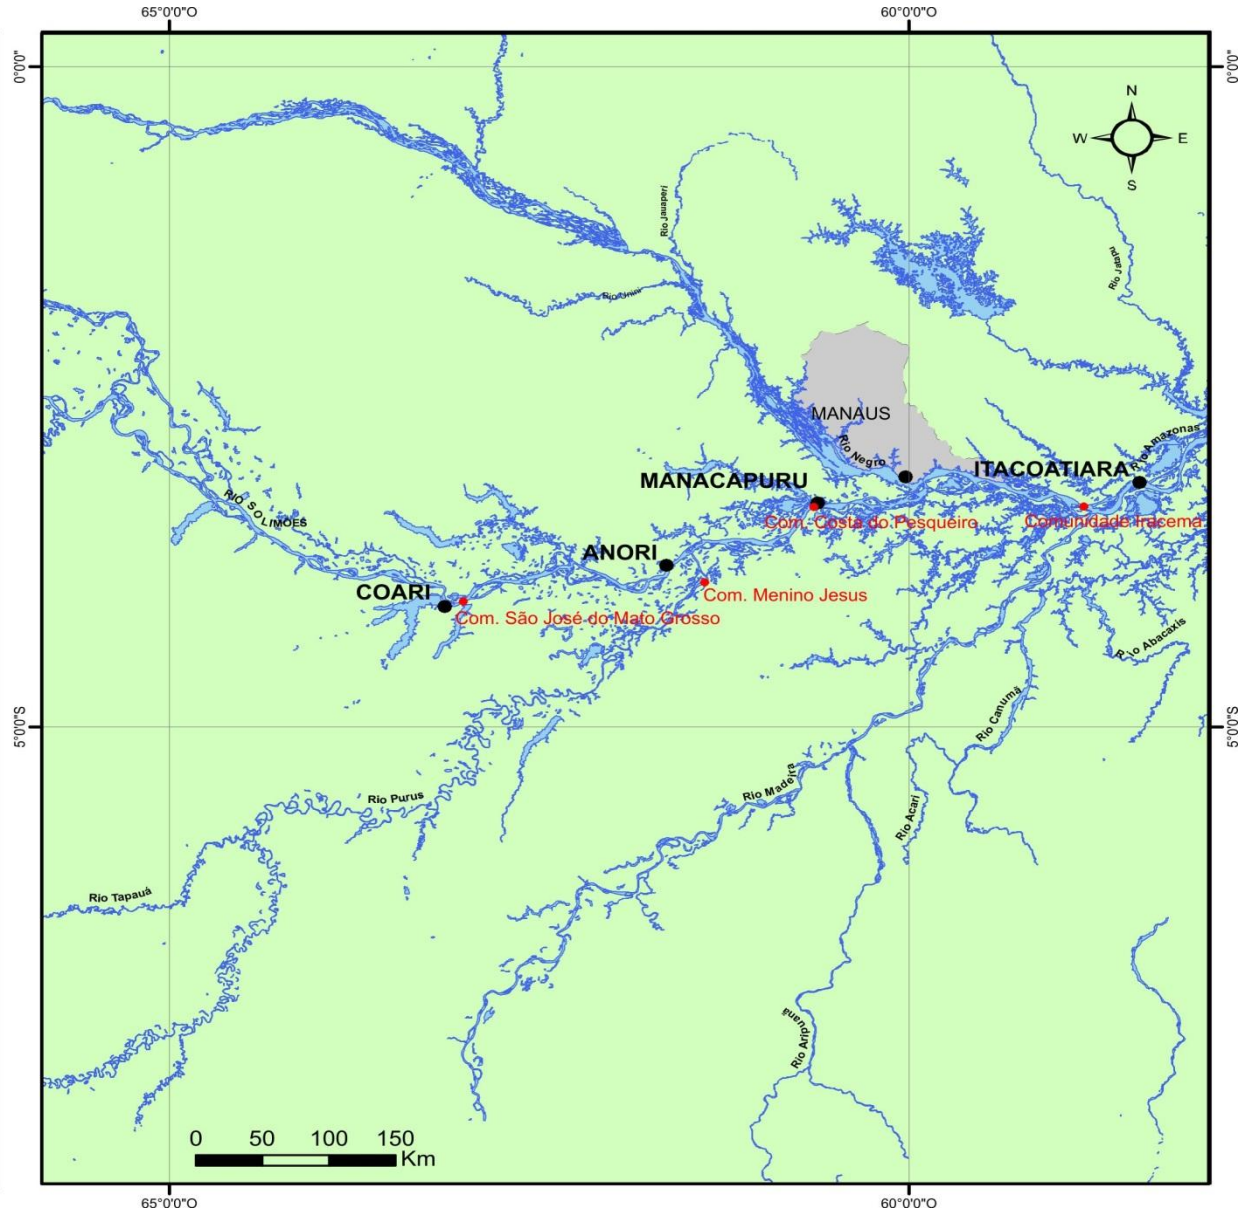 65°0'0"O
60°0'0"O
0°0'0"
0°0'0"
N
W
E
S
Rio Jauaperi
Rio Jatapu
Rio Unini
MANAUS
Rio Negro
Rio Amazonas
ITACOATIARA
MANACAPURU
RIO SOLIMOES
Com. Costa do Pesqueiro
Comunidade Iracema
ANORI
COARI
Com. Menino Jesus
Com. São José do Mato Grosso
Rio Abacaxis
Rio Canumã
5°0'0"S
5°0'0"S
Rio Madeira
Rio Purus
Rio Acari
Rio Tapauá
Rio Aripuanã
0 50 100 150
Km
65°0'0"O
60°0'0"O